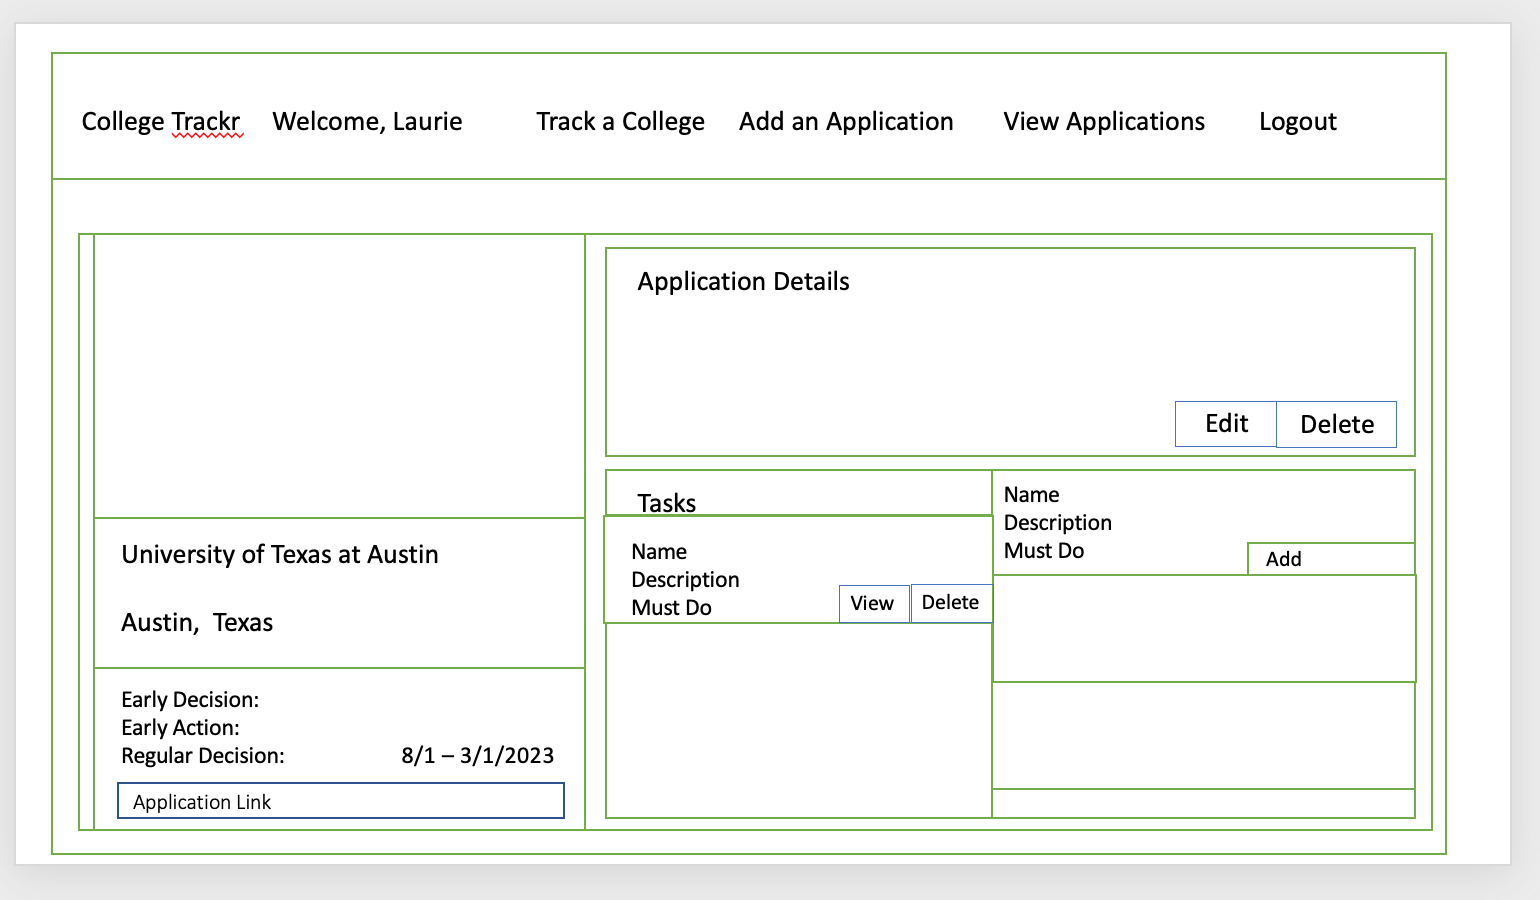 College Trackr Welcome, Laurie Track a College Add an Application View Applications Logout
University of Texas at Austin
Austin, Texas
Early Decision:
Early Action:
Regular Decision: 8/1 – 3/1/2023
Application Link
Application Details
Edit Delete
Tasks
Name
Description
Must Do
View Delete
Name
Description
Must Do
Add